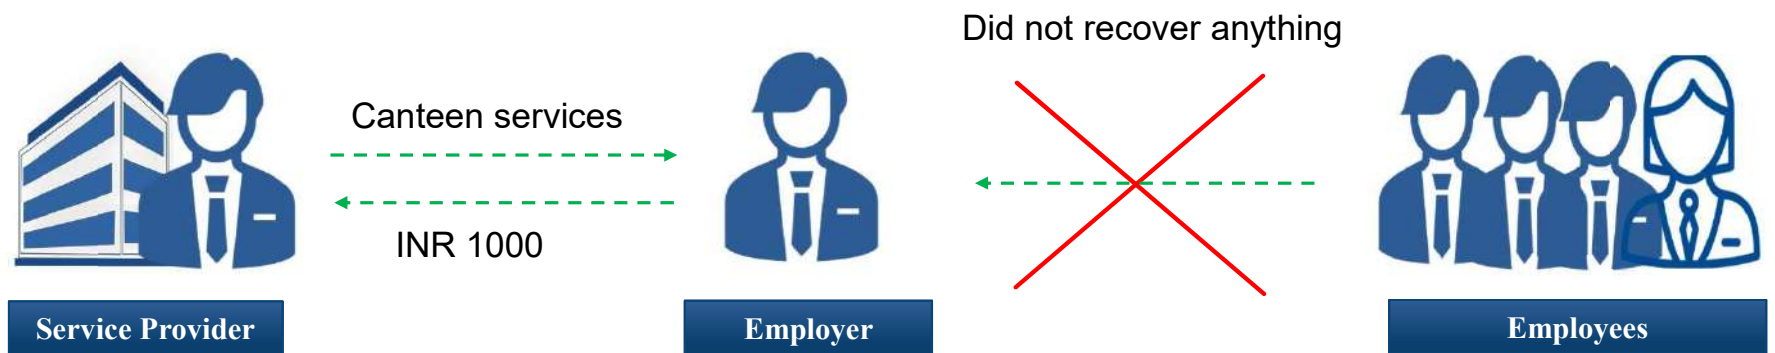 Did not recover anything
Canteen services
INR 1000
Service Provider
Employer
Employees